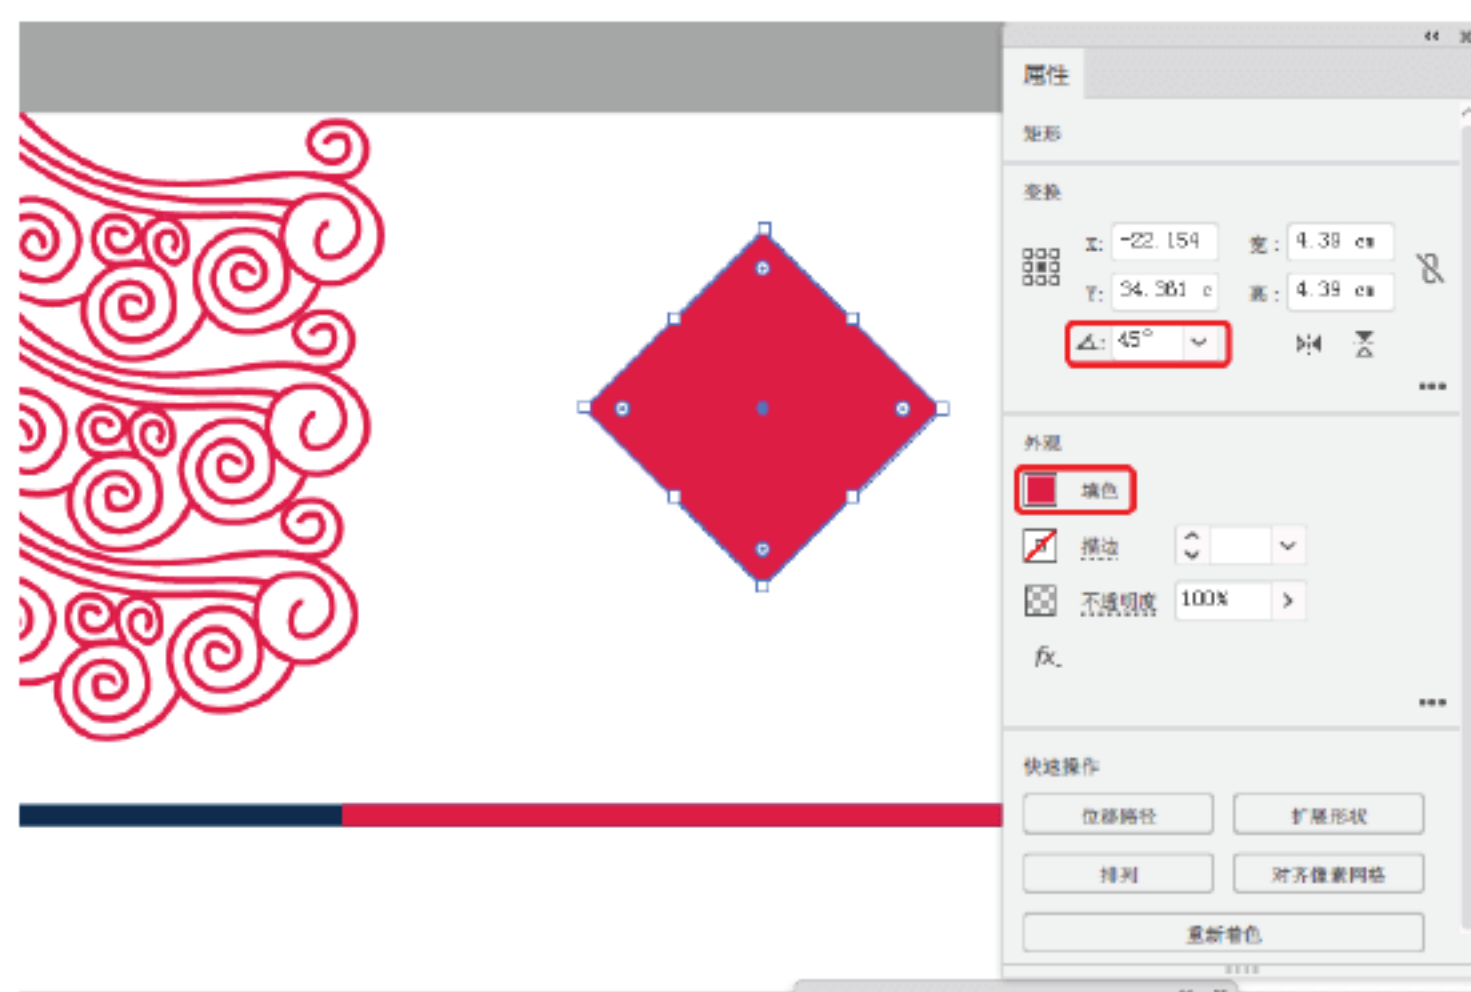 属性
矩形
变换
X: -22.154 宽: 4.39 cm
Y: 34.361 c 高: 4.39 cm
45°
外观
填色
描边
不透明度 100%
fx.
快速操作
位移路径 扩展形状
排列 对齐像素网格
重新着色